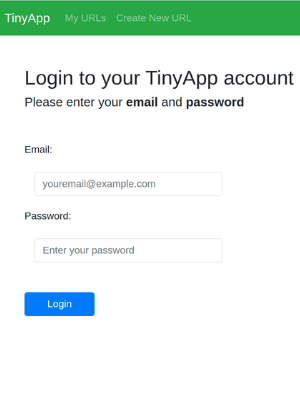 TinyApp My URLs Create New URL
Login to your TinyApp account
Please enter your email and password
Email:
youremail@example.com
Password:
Enter your password
Login